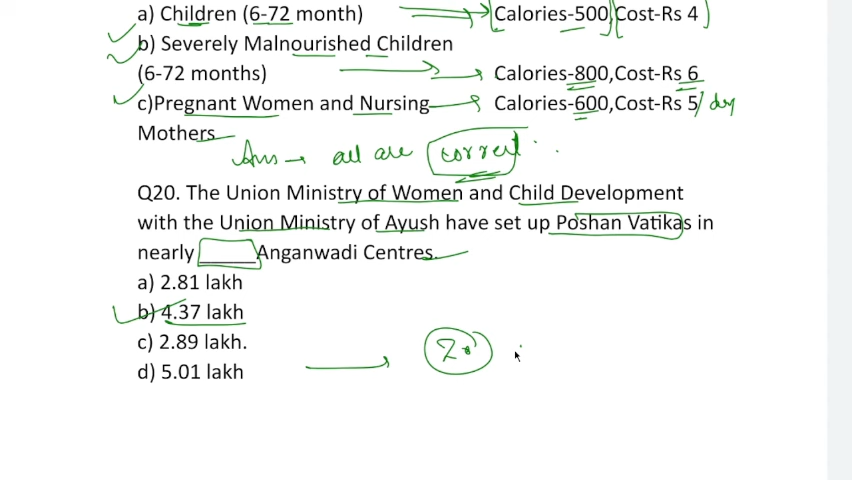 a) Children (6-72 month) Calories-500,Cost-Rs 4
b) Severely Malnourished Children
(6-72 months) Calories-800,Cost-Rs 6
c)Pregnant Women and Nursing Calories-600,Cost-Rs 5/day
Mothers
Ans → all are correct
Q20. The Union Ministry of Women and Child Development
with the Union Ministry of Ayush have set up Poshan Vatikas in
nearly ______Anganwadi Centres.
a) 2.81 lakh
b) 4.37 lakh
c) 2.89 lakh.
d) 5.01 lakh